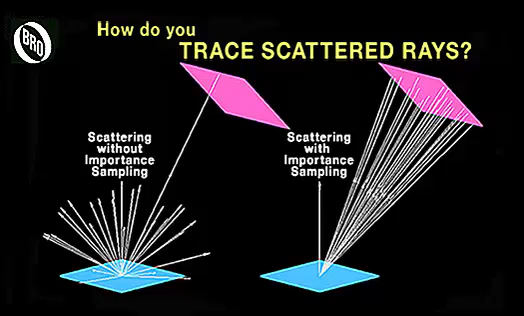 BRO
How do you
TRACE SCATTERED RAYS?
Scattering
without
Importance
Sampling
Scattering
with
Importance
Sampling